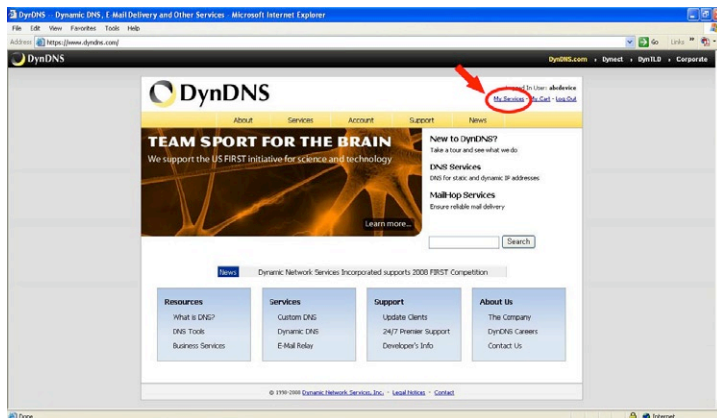 DynDNS -- Dynamic DNS, E-Mail Delivery and Other Services - Microsoft Internet Explorer
File Edit View Favorites Tools Help
Address https://www.dyndns.com/ Go Links »
DynDNS DynDNS.com Dynect DynTLD Corporate
DynDNS In User: abcdevice
My Services - My Cart - Log Out
About Services Account Support News
TEAM SPORT FOR THE BRAIN
We support the US FIRST initiative for science and technology
Learn more...
New to DynDNS?
Take a tour and see what we do
DNS Services
DNS for static and dynamic IP addresses
MailHop Services
Ensure reliable mail delivery
Search
News Dynamic Network Services Incorporated supports 2008 FIRST Competition
Resources
What is DNS?
DNS Tools
Business Services
Services
Custom DNS
Dynamic DNS
E-Mail Relay
Support
Update Clients
24/7 Premier Support
Developer's Info
About Us
The Company
DynDNS Careers
Contact Us
© 1998-2008 Dynamic Network Services, Inc. - Legal Notices - Contact
Done Internet